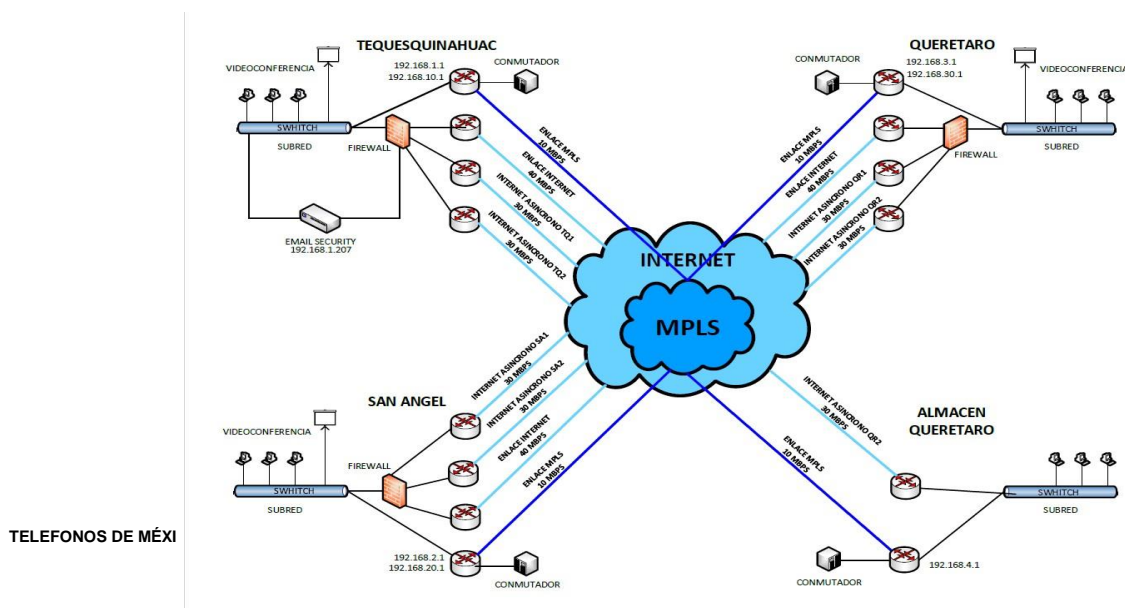 TEQUESQUINAHUAC
192.168.1.1
192.168.10.1
CONMUTADOR
VIDEOCONFERENCIA
SWHITCH
SUBRED
FIREWALL
EMAIL SECURITY
192.168.1.207
ENLACE MPLS
10 MBPS
ENLACE INTERNET
40 MBPS
INTERNET ASINCRONO TQ1
30 MBPS
INTERNET ASINCRONO TQ2
30 MBPS
QUERETARO
CONMUTADOR
192.168.3.1
192.168.30.1
VIDEOCONFERENCIA
SWHITCH
SUBRED
FIREWALL
ENLACE MPLS
10 MBPS
ENLACE INTERNET
40 MBPS
INTERNET ASINCRONO QR1
30 MBPS
INTERNET ASINCRONO QR2
30 MBPS
INTERNET
MPLS
SAN ANGEL
VIDEOCONFERENCIA
FIREWALL
SWHITCH
SUBRED
INTERNET ASINCRONO SA1
30 MBPS
INTERNET ASINCRONO SA2
30 MBPS
ENLACE INTERNET
40 MBPS
ENLACE MPLS
10 MBPS
192.168.2.1
192.168.20.1
CONMUTADOR
ALMACEN
QUERETARO
INTERNET ASINCRONO QR2
30 MBPS
ENLACE MPLS
10 MBPS
SWHITCH
SUBRED
192.168.4.1
CONMUTADOR
TELEFONOS DE MÉXI